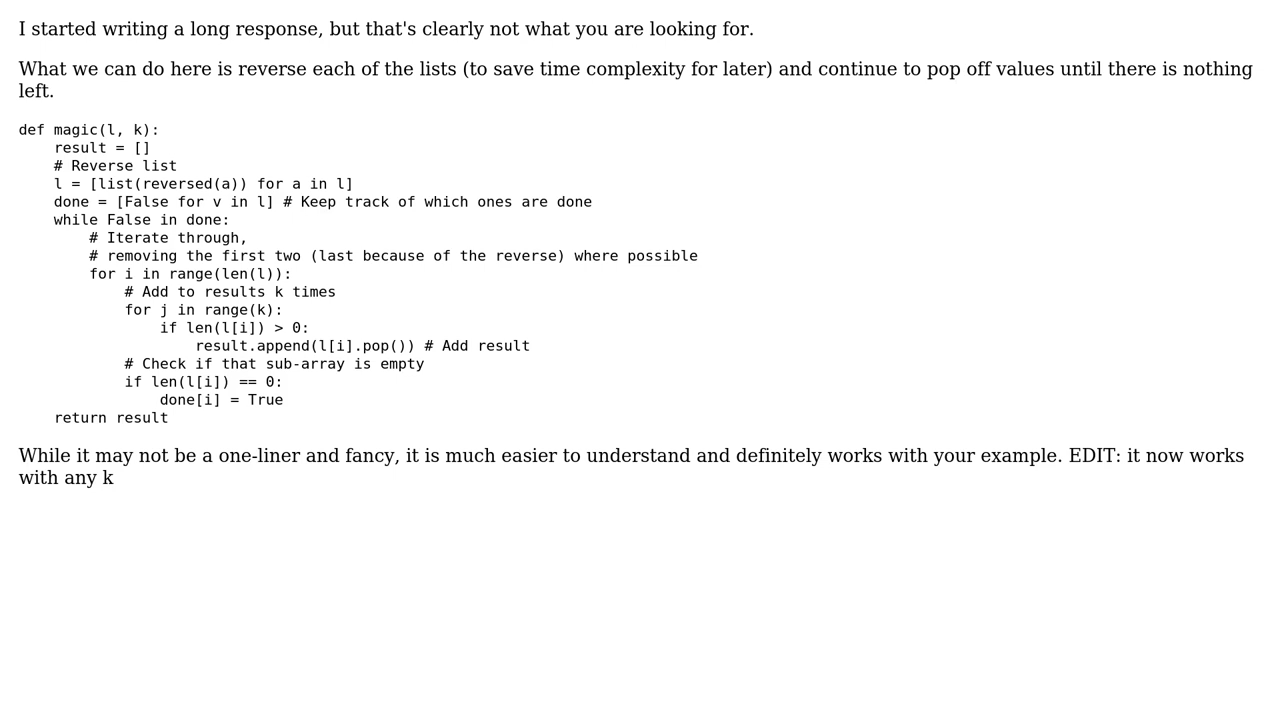 I started writing a long response, but that's clearly not what you are looking for.
What we can do here is reverse each of the lists (to save time complexity for later) and continue to pop off values until there is nothing
left.
def magic(l, k):
    result = []
    # Reverse list
    l = [list(reversed(a)) for a in l]
    done = [False for v in l] # Keep track of which ones are done
    while False in done:
        # Iterate through,
        # removing the first two (last because of the reverse) where possible
        for i in range(len(l)):
            # Add to results k times
            for j in range(k):
                if len(l[i]) > 0:
                    result.append(l[i].pop()) # Add result
            # Check if that sub-array is empty
            if len(l[i]) == 0:
                done[i] = True
    return result
While it may not be a one-liner and fancy, it is much easier to understand and definitely works with your example. EDIT: it now works
with any k